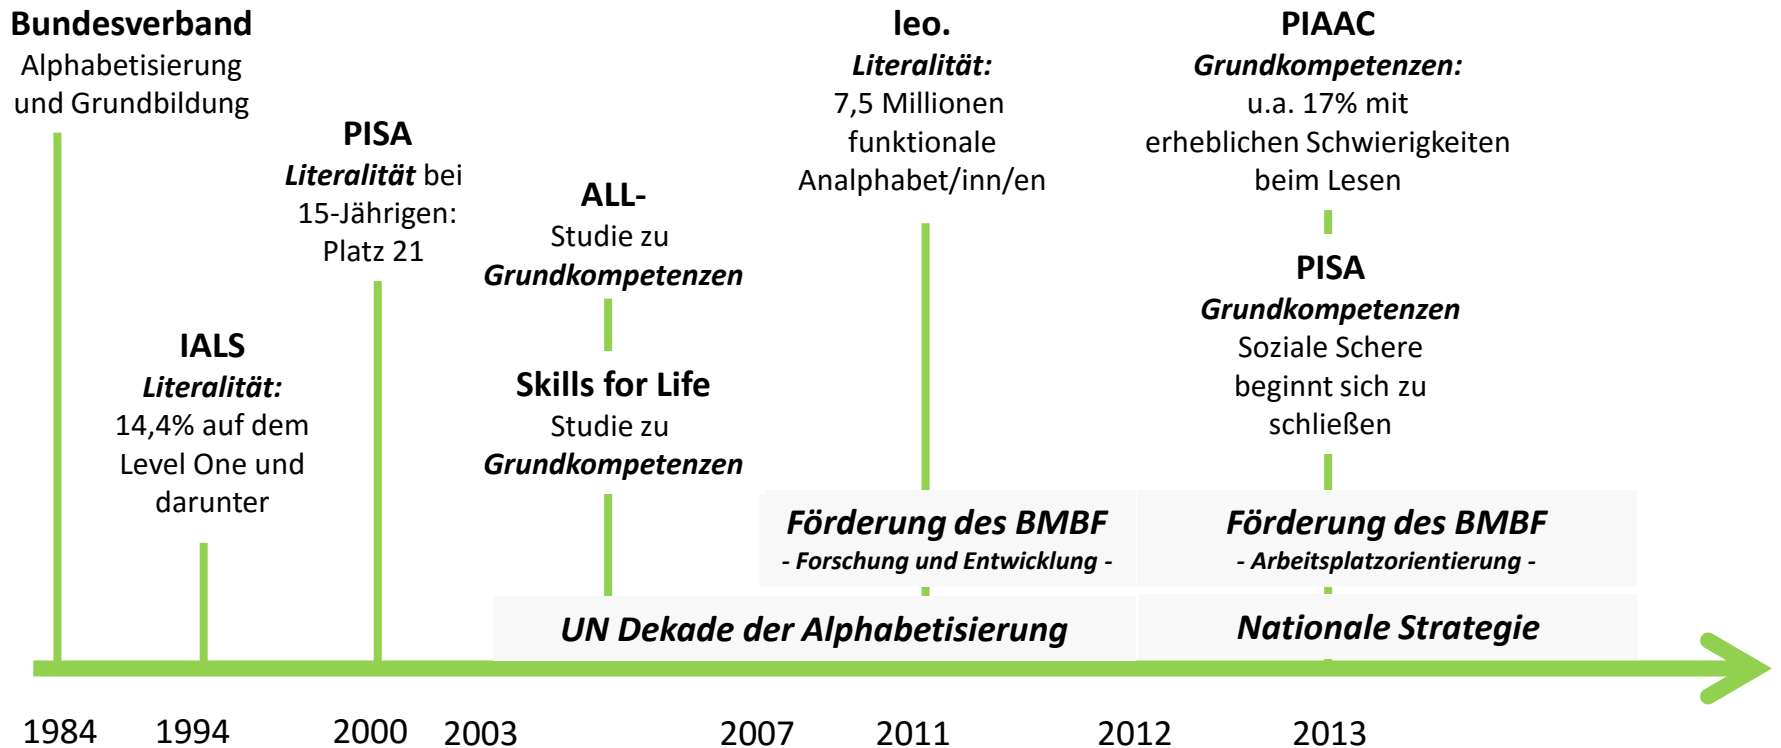 Bundesverband
Alphabetisierung
und Grundbildung
IALS
Literalität:
14,4% auf dem
Level One und
darunter
PISA
Literalität bei
15-Jährigen:
Platz 21
ALL-
Studie zu
Grundkompetenzen
Skills for Life
Studie zu
Grundkompetenzen
leo.
Literalität:
7,5 Millionen
funktionale
Analphabet/inn/en
PIAAC
Grundkompetenzen:
u.a. 17% mit
erheblichen Schwierigkeiten
beim Lesen
PISA
Grundkompetenzen
Soziale Schere
beginnt sich zu
schließen
Förderung des BMBF
- Forschung und Entwicklung -
Förderung des BMBF
- Arbeitsplatzorientierung -
UN Dekade der Alphabetisierung
Nationale Strategie
1984 1994 2000 2003 2007 2011 2012 2013